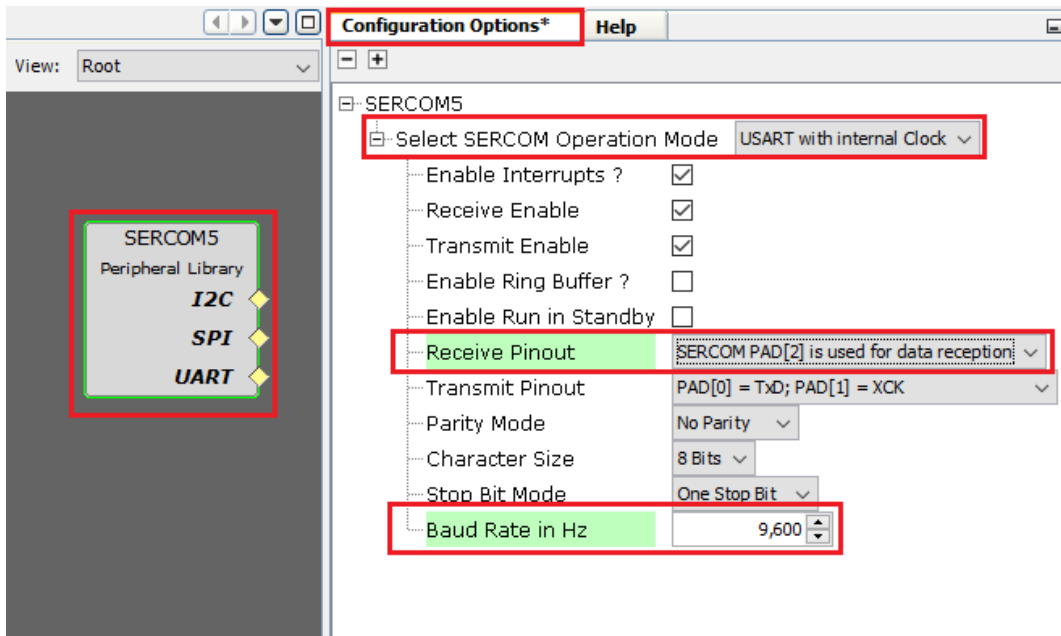 Configuration Options*
Help
View: Root
SERCOM5
Select SERCOM Operation Mode USART with internal Clock
Enable Interrupts ?
Receive Enable
Transmit Enable
Enable Ring Buffer ?
Enable Run in Standby
Receive Pinout SERCOM PAD[2] is used for data reception
Transmit Pinout PAD[0] = TxD; PAD[1] = XCK
Parity Mode No Parity
Character Size 8 Bits
Stop Bit Mode One Stop Bit
Baud Rate in Hz 9,600
SERCOM5
Peripheral Library
I2C
SPI
UART